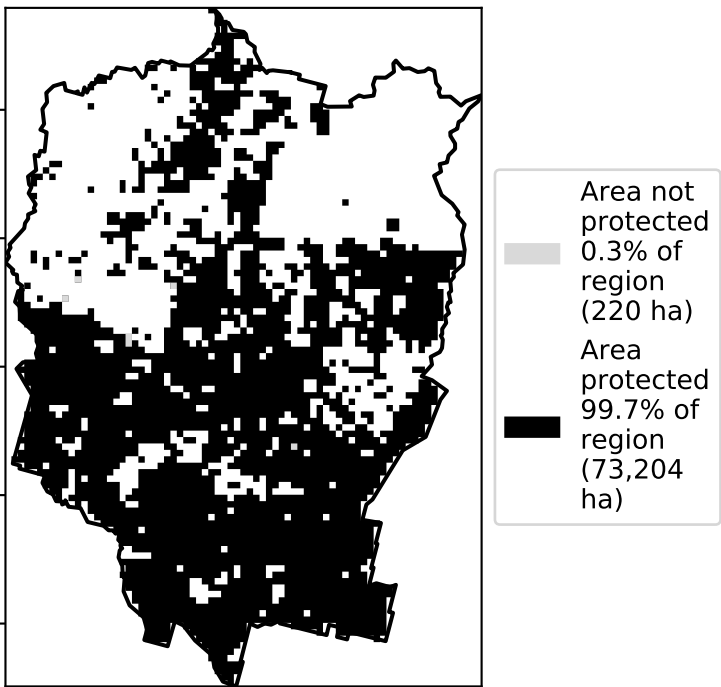 Area not
protected
0.3% of
region
(220 ha)
Area
protected
99.7% of
region
(73,204
ha)